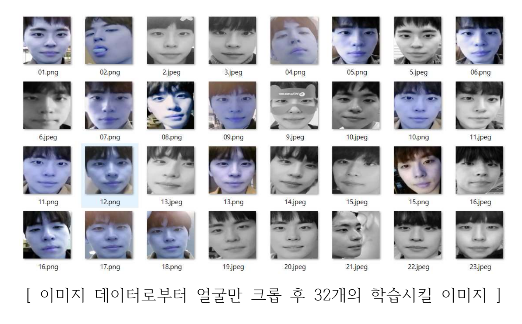 01.png 02.png 2.jpeg 3.jpeg 04.png 05.png 5.jpeg 06.png
6.jpeg 07.png 08.png 09.png 9.jpeg 10.jpeg 10.png 11.jpeg
11.png 12.png 13.jpeg 13.png 14.jpeg 15.jpeg 15.png 16.jpeg
16.png 17.png 18.png 19.jpeg 20.jpeg 21.jpeg 22.jpeg 23.jpeg
[ 이미지 데이터로부터 얼굴만 크롭 후 32개의 학습시킬 이미지 ]